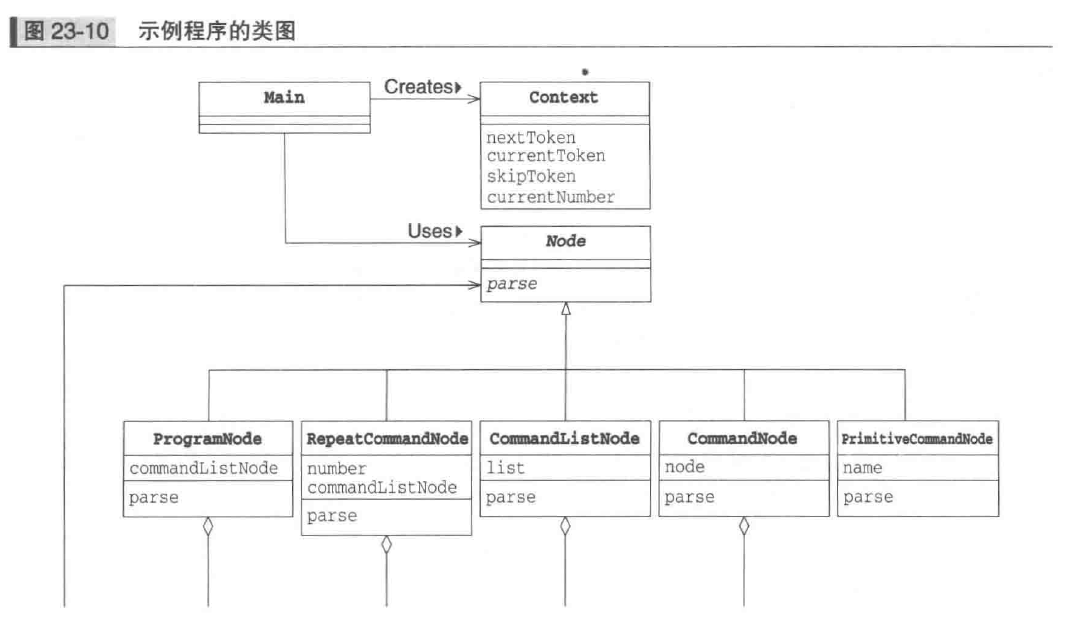 图 23-10 示例程序的类图
Main
Creates▶
Context
nextToken
currentToken
skipToken
currentNumber
Uses▶
Node
parse
ProgramNode
commandListNode
parse
RepeatCommandNode
number
commandListNode
parse
CommandListNode
list
parse
CommandNode
node
parse
PrimitiveCommandNode
name
parse